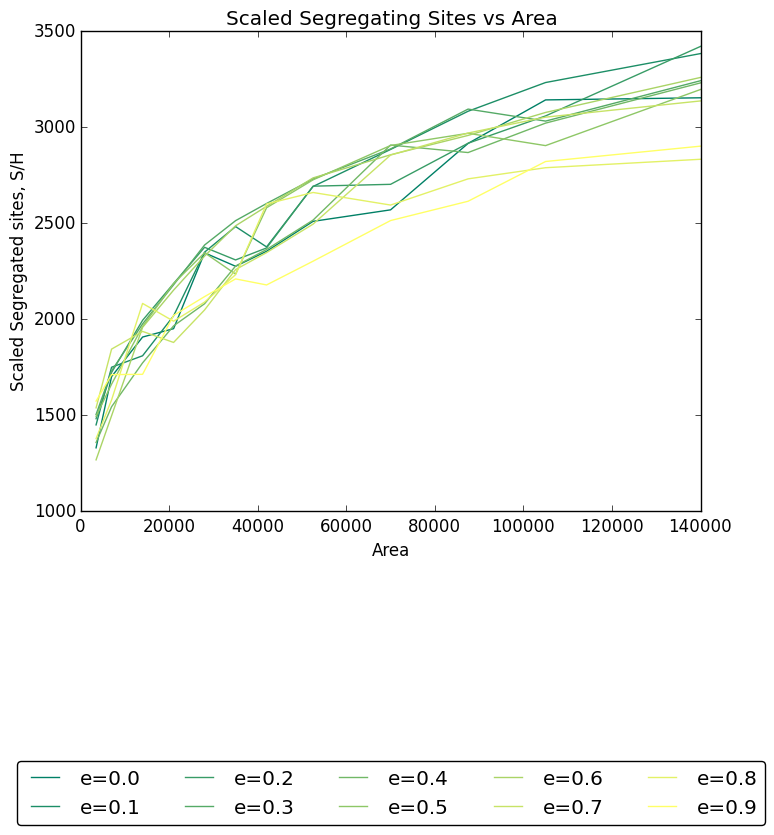 Scaled Segregating Sites vs Area
Scaled Segregated sites, S/H
3500
3000
2500
2000
1500
1000
0 20000 40000 60000 80000 100000 120000 140000
Area
e=0.0 e=0.2 e=0.4 e=0.6 e=0.8
e=0.1 e=0.3 e=0.5 e=0.7 e=0.9